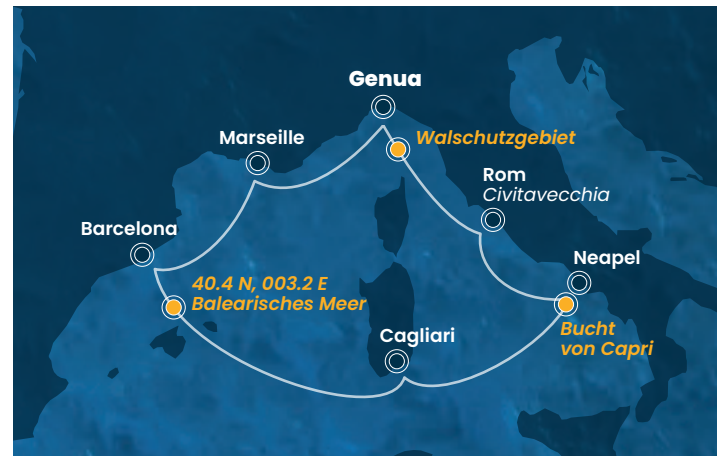 Genua
Marseille
Walschutzgebiet
Rom
Civitavecchia
Barcelona
Neapel
40.4 N, 003.2 E
Balearisches Meer
Cagliari
Bucht
von Capri